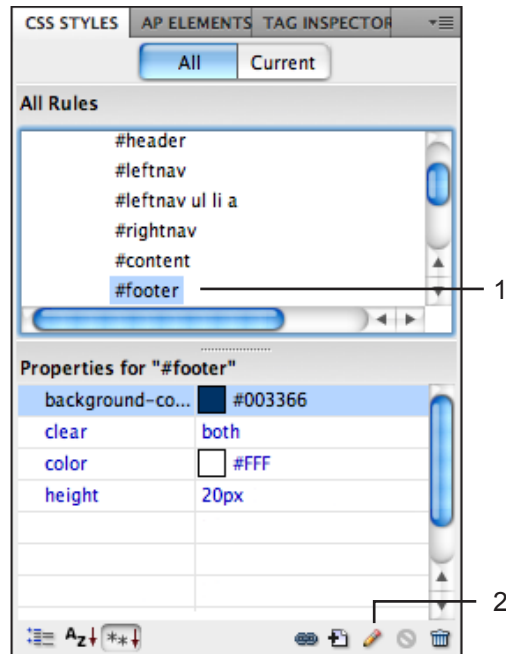 CSS STYLES AP ELEMENTS TAG INSPECTOR
All Current
All Rules
#header
#leftnav
#leftnav ul li a
#rightnav
#content
#footer
1
Properties for "#footer"
background-co... #003366
clear both
color #FFF
height 20px
2
AZ **